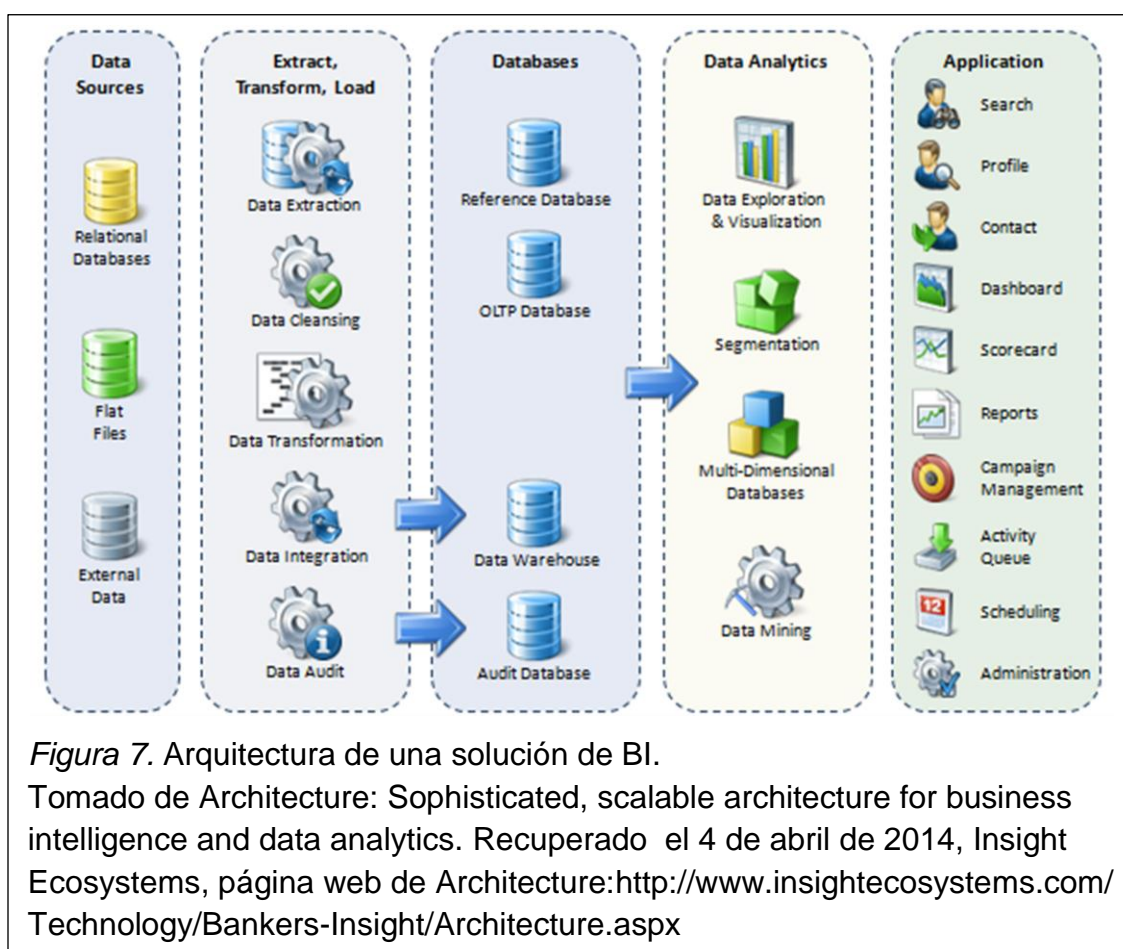 Data
Sources
Relational
Databases
Flat
Files
External
Data
Extract,
Transform, Load
Data Extraction
Data Cleansing
Data Transformation
Data Integration
Data Audit
Databases
Reference Database
OLTP Database
Data Warehouse
Audit Database
Data Analytics
Data Exploration
& Visualization
Segmentation
Multi-Dimensional
Databases
Data Mining
Application
Search
Profile
Contact
Dashboard
Scorecard
Reports
Campaign
Management
Activity
Queue
12
Scheduling
Administration
Figura 7. Arquitectura de una solución de BI.
Tomado de Architecture: Sophisticated, scalable architecture for business
intelligence and data analytics. Recuperado el 4 de abril de 2014, Insight
Ecosystems, página web de Architecture:http://www.insightecosystems.com/
Technology/Bankers-Insight/Architecture.aspx